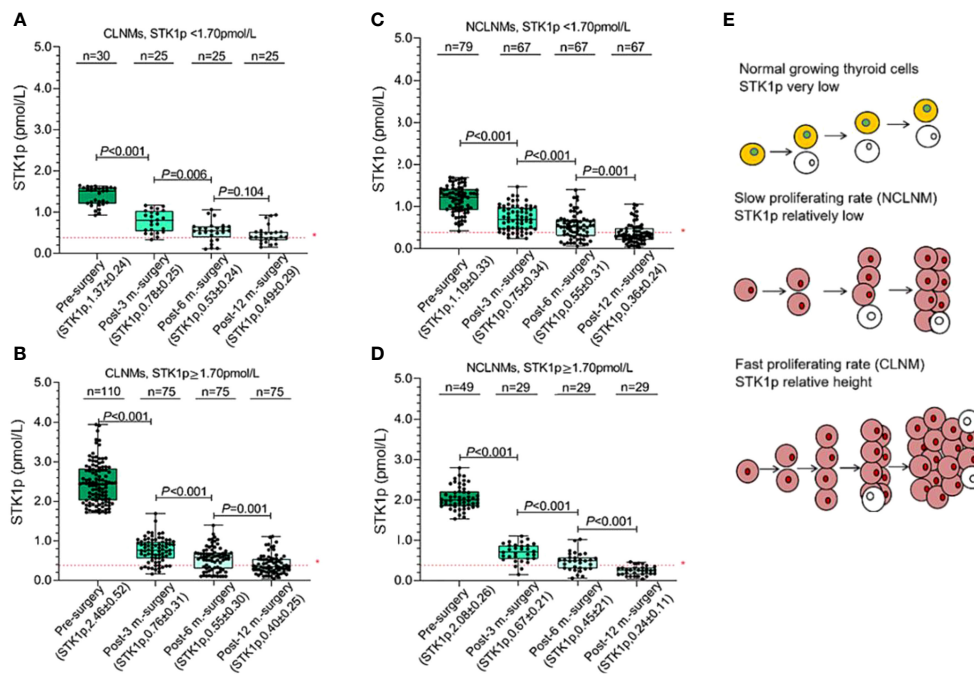 A
CLNMs, STK1p <1.70pmol/L
n=30 n=25 n=25 n=25
5.0
4.0
3.0
2.0
1.0
0.0
STK1p (pmol/L)
P<0.001
P=0.006
P=0.104
*
Pre-surgery
(STK1p,1.37±0.24)
Post-3 m.-surgery
(STK1p,0.78±0.25)
Post-6 m.-surgery
(STK1p,0.53±0.24)
Post-12 m.-surgery
(STK1p,0.49±0.29)
B
CLNMs, STK1p≥1.70pmol/L
n=110 n=75 n=75 n=75
5.0
4.0
3.0
2.0
1.0
0.0
STK1p (pmol/L)
P<0.001
P<0.001
P=0.001
*
Pre-surgery
(STK1p,2.46±0.52)
Post-3 m.-surgery
(STK1p,0.76±0.31)
Post-6 m.-surgery
(STK1p,0.55±0.30)
Post-12 m.-surgery
(STK1p,0.40±0.25)
C
NCLNMs, STK1p <1.70pmol/L
n=79 n=67 n=67 n=67
5.0
4.0
3.0
2.0
1.0
0.0
STK1p (pmol/L)
P<0.001
P<0.001
P=0.001
*
Pre-surgery
(STK1p,1.19±0.33)
Post-3 m.-surgery
(STK1p,0.75±0.34)
Post-6 m.-surgery
(STK1p,0.55±0.31)
Post-12 m.-surgery
(STK1p,0.36±0.24)
D
NCLNMs, STK1p≥1.70pmol/L
n=49 n=29 n=29 n=29
5.0
4.0
3.0
2.0
1.0
0.0
STK1p (pmol/L)
P<0.001
P<0.001
P<0.001
*
Pre-surgery
(STK1p,2.08±0.26)
Post-3 m.-surgery
(STK1p,0.67±0.21)
Post-6 m.-surgery
(STK1p,0.45±21)
Post-12 m.-surgery
(STK1p,0.24±0.11)
E
Normal growing thyroid cells
STK1p very low
Slow proliferating rate (NCLNM)
STK1p relatively low
Fast proliferating rate (CLNM)
STK1p relative height